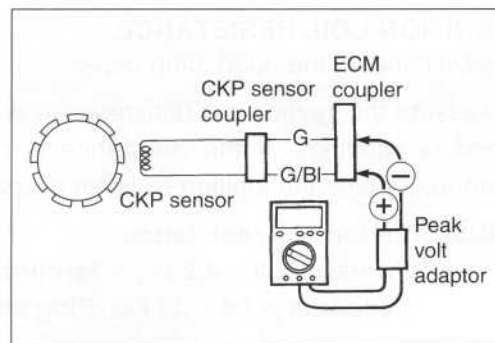 ECM
coupler
CKP sensor
coupler
G
G/Bl
CKP sensor
Peak
volt
adaptor